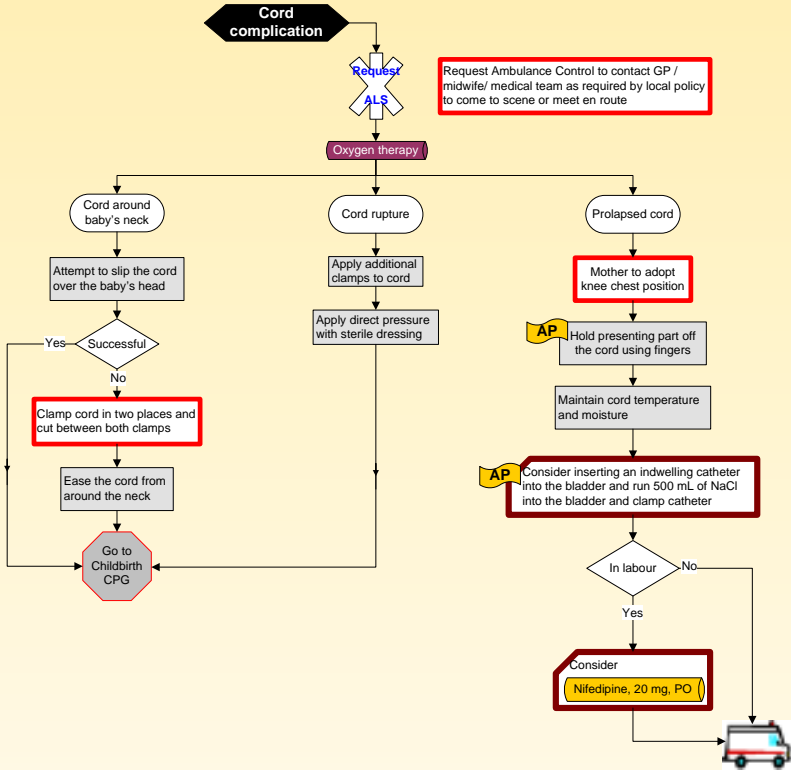 Cord
complication
Request
ALS
Request Ambulance Control to contact GP /
midwife/ medical team as required by local policy
to come to scene or meet en route
Oxygen therapy
Cord around
baby's neck
Cord rupture
Prolapsed cord
Attempt to slip the cord
over the baby's head
Apply additional
clamps to cord
Mother to adopt
knee chest position
Apply direct pressure
with sterile dressing
AP
Hold presenting part off
the cord using fingers
Yes
Successful
No
Maintain cord temperature
and moisture
Clamp cord in two places and
cut between both clamps
AP
Consider inserting an indwelling catheter
into the bladder and run 500 mL of NaCl
into the bladder and clamp catheter
Ease the cord from
around the neck
Go to
Childbirth
CPG
In labour
No
Yes
Consider
Nifedipine, 20 mg, PO